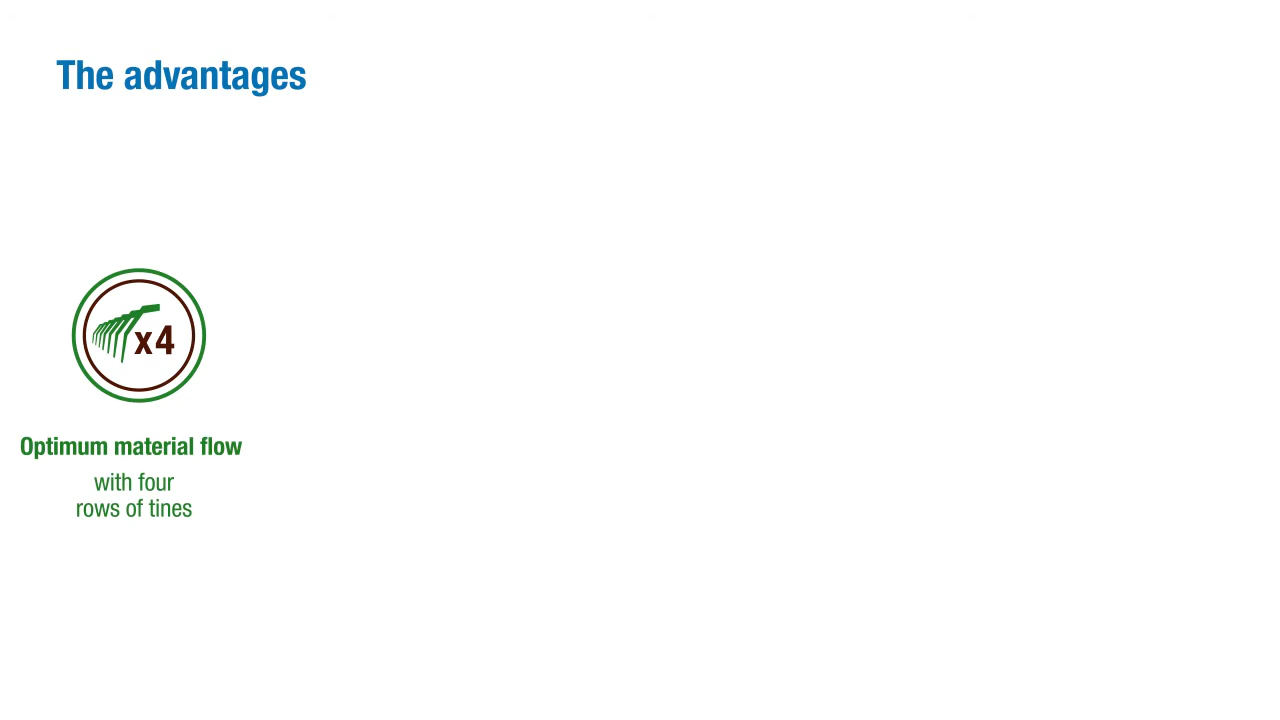 The advantages
x4
Optimum material flow
with four
rows of tines